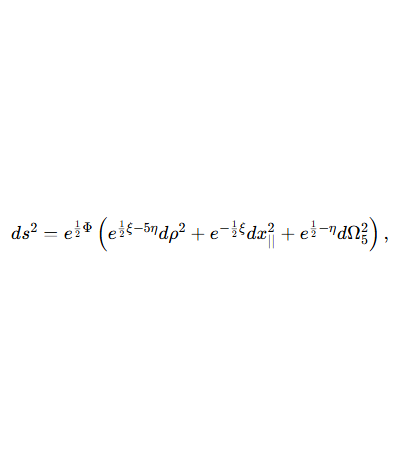 $ds^2 = e^{\frac{1}{2}\Phi} \left( e^{\frac{1}{2}\xi - 5\eta} d\rho^2 + e^{-\frac{1}{2}\xi} dx_{||}^2 + e^{\frac{1}{2} - \eta} d\Omega_5^2 \right),$